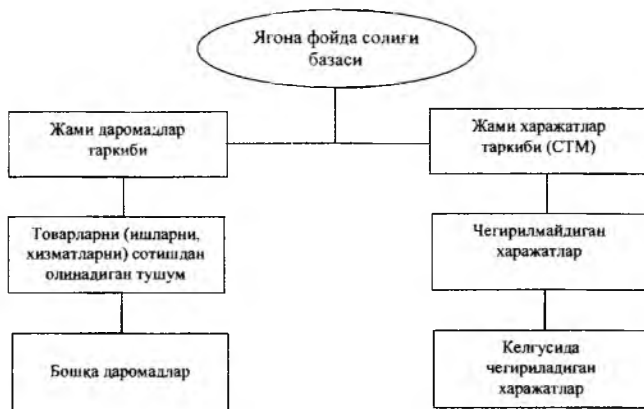 Ягона фойда солиғи
базаси
Жами даромадлар
таркиби
Жами харажатлар
таркиби (СТМ)
Товарларни (ишларни,
хизматларни) сотишдан
олинадиган тушум
Чегирилмайдиган
харажатлар
Бошқа даромадлар
Келгусида
чегириладиган
харажатлар